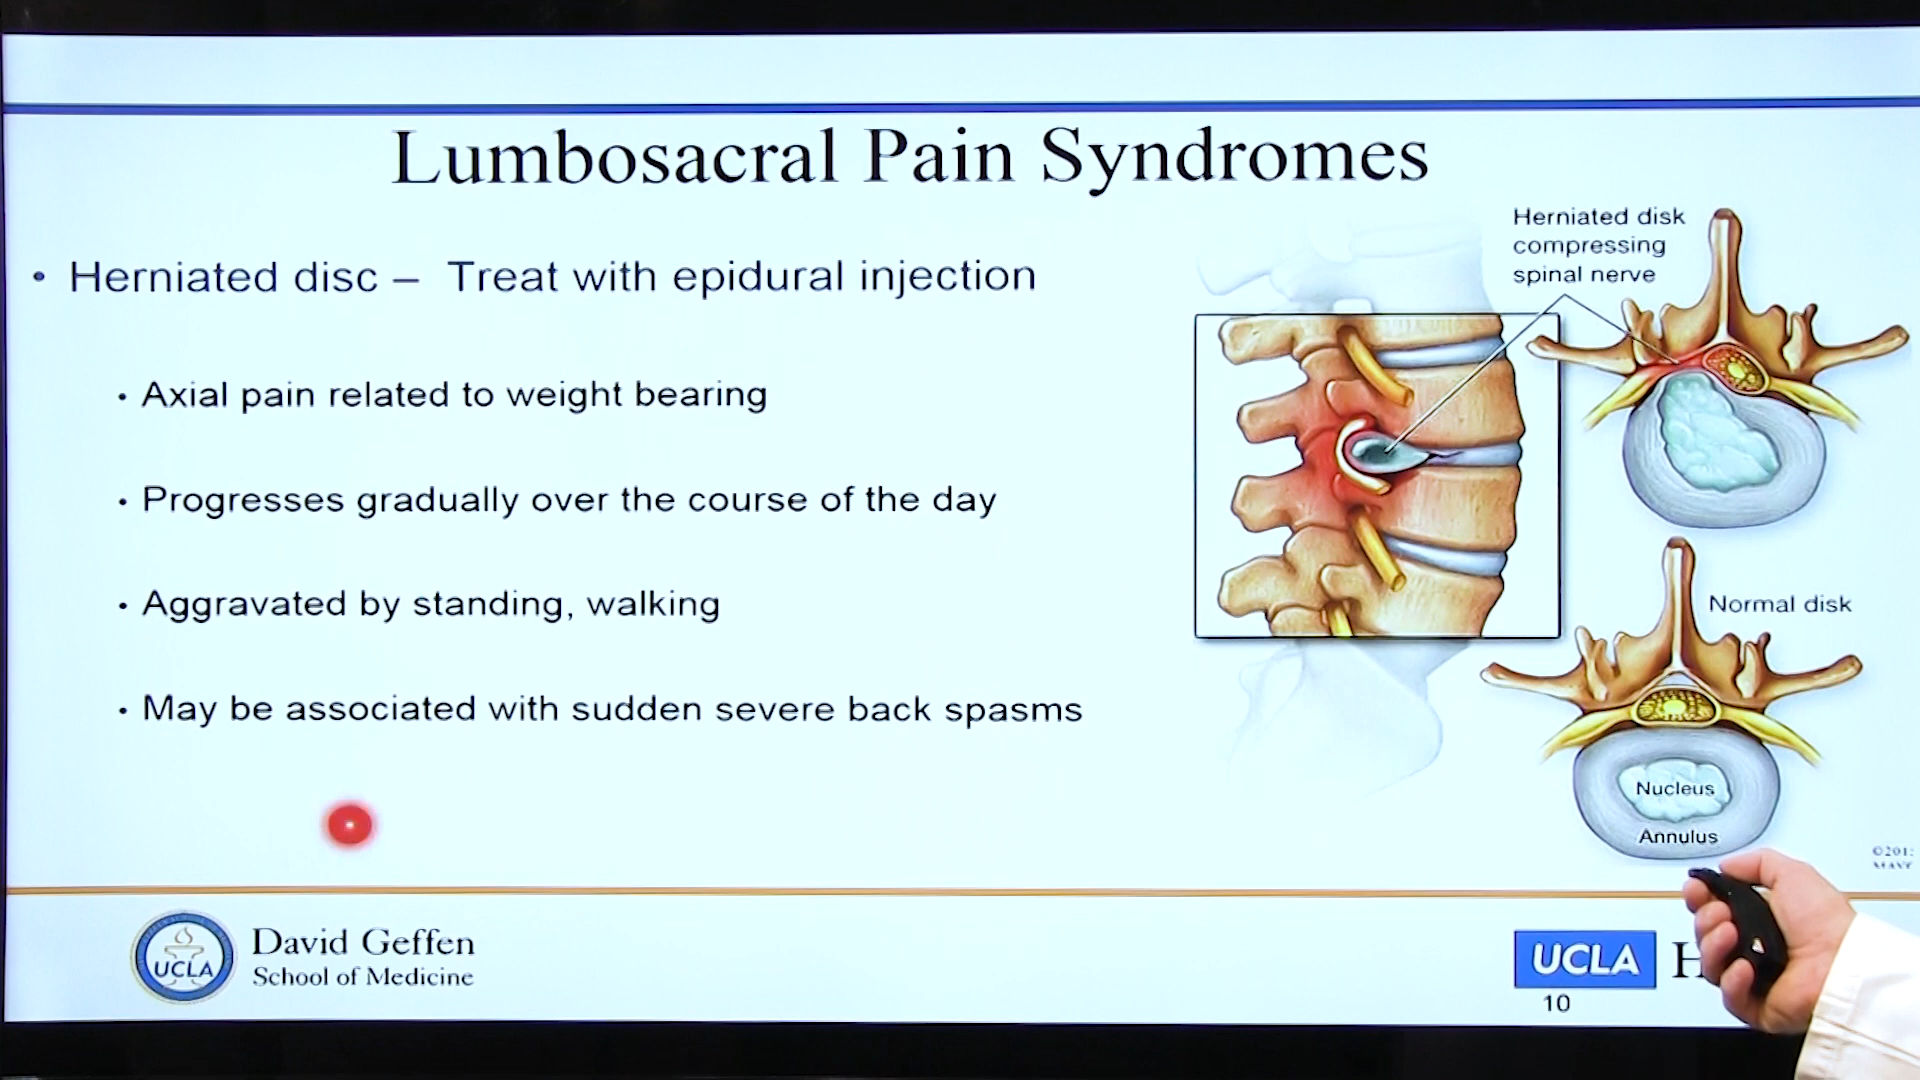 Lumbosacral Pain Syndromes
• Herniated disc – Treat with epidural injection
• Axial pain related to weight bearing
• Progresses gradually over the course of the day
• Aggravated by standing, walking
• May be associated with sudden severe back spasms
Herniated disk
compressing
spinal nerve
Normal disk
Nucleus
Annulus
UCLA
David Geffen
School of Medicine
UCLA H
10